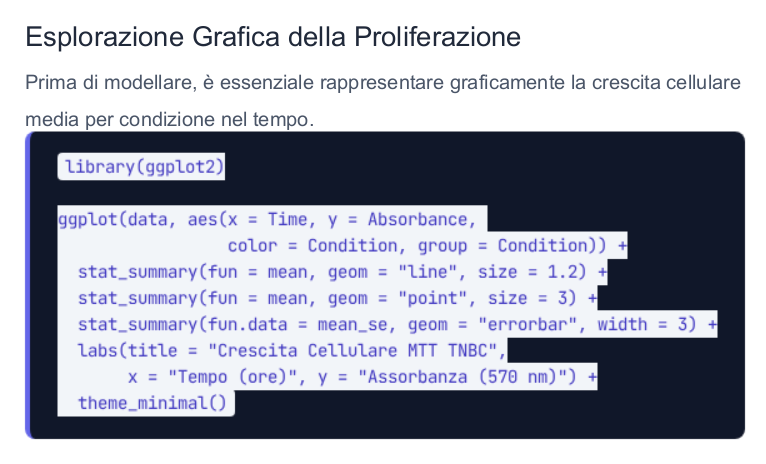 Esplorazione Grafica della Proliferazione
Prima di modellare, è essenziale rappresentare graficamente la crescita cellulare
media per condizione nel tempo.
library(ggplot2)
ggplot(data, aes(x = Time, y = Absorbance,
color = Condition, group = Condition)) +
stat_summary(fun = mean, geom = "line", size = 1.2) +
stat_summary(fun = mean, geom = "point", size = 3) +
stat_summary(fun.data = mean_se, geom = "errorbar", width = 3) +
labs(title = "Crescita Cellulare MTT TNBC",
x = "Tempo (ore)", y = "Assorbanza (570 nm)") +
theme_minimal()